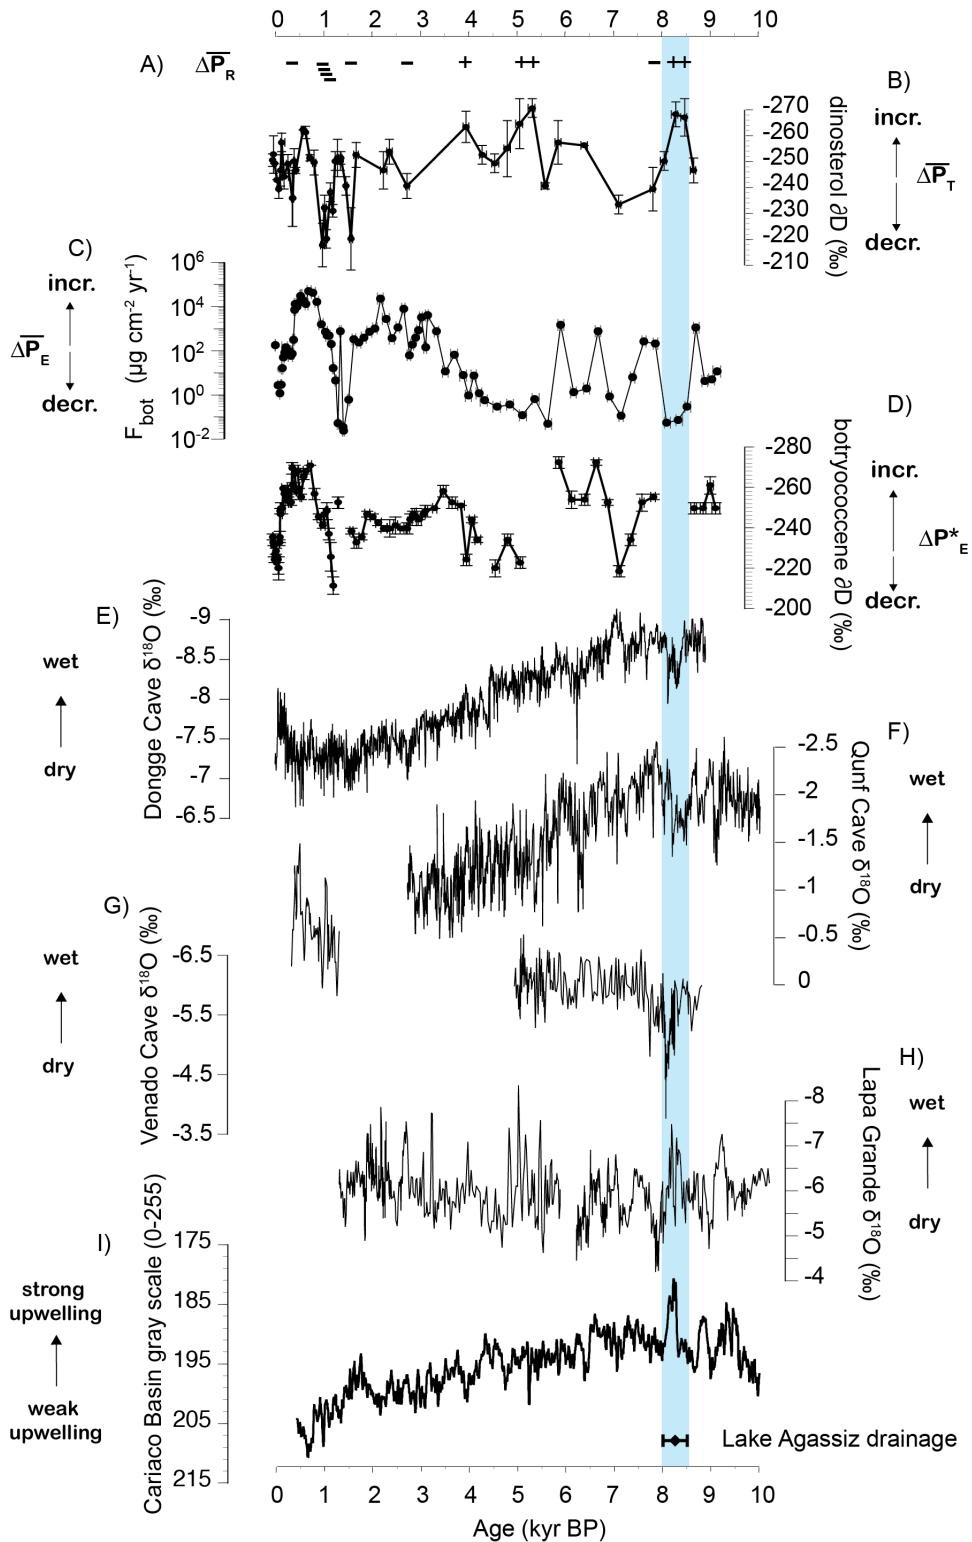 0 1 2 3 4 5 6 7 8 9 10
A) ΔP̅R − − − − − − − + + + − + +
B)
-270
-260
-250
-240
-230
-220
-210
dinosterol ∂D (‰)
incr.
ΔP̅T
decr.
C)
incr.
ΔP̅E
decr.
Fbot (μg cm⁻² yr⁻¹)
10⁶
10⁴
10²
10⁰
10⁻²
D)
-280
-260
-240
-220
-200
botryococcene ∂D (‰)
incr.
ΔP*E
decr.
E)
wet
dry
Dongge Cave δ¹⁸O (‰)
-9
-8.5
-8
-7.5
-7
-6.5
F)
-2.5
-2
-1.5
-1
-0.5
0
Qunf Cave δ¹⁸O (‰)
wet
dry
G)
wet
dry
Venado Cave δ¹⁸O (‰)
-6.5
-5.5
-4.5
-3.5
H)
-8
-7
-6
-5
-4
Lapa Grande δ¹⁸O (‰)
wet
dry
I)
strong
upwelling
weak
upwelling
Cariaco Basin gray scale (0-255)
175
185
195
205
215
Lake Agassiz drainage
0 1 2 3 4 5 6 7 8 9 10
Age (kyr BP)